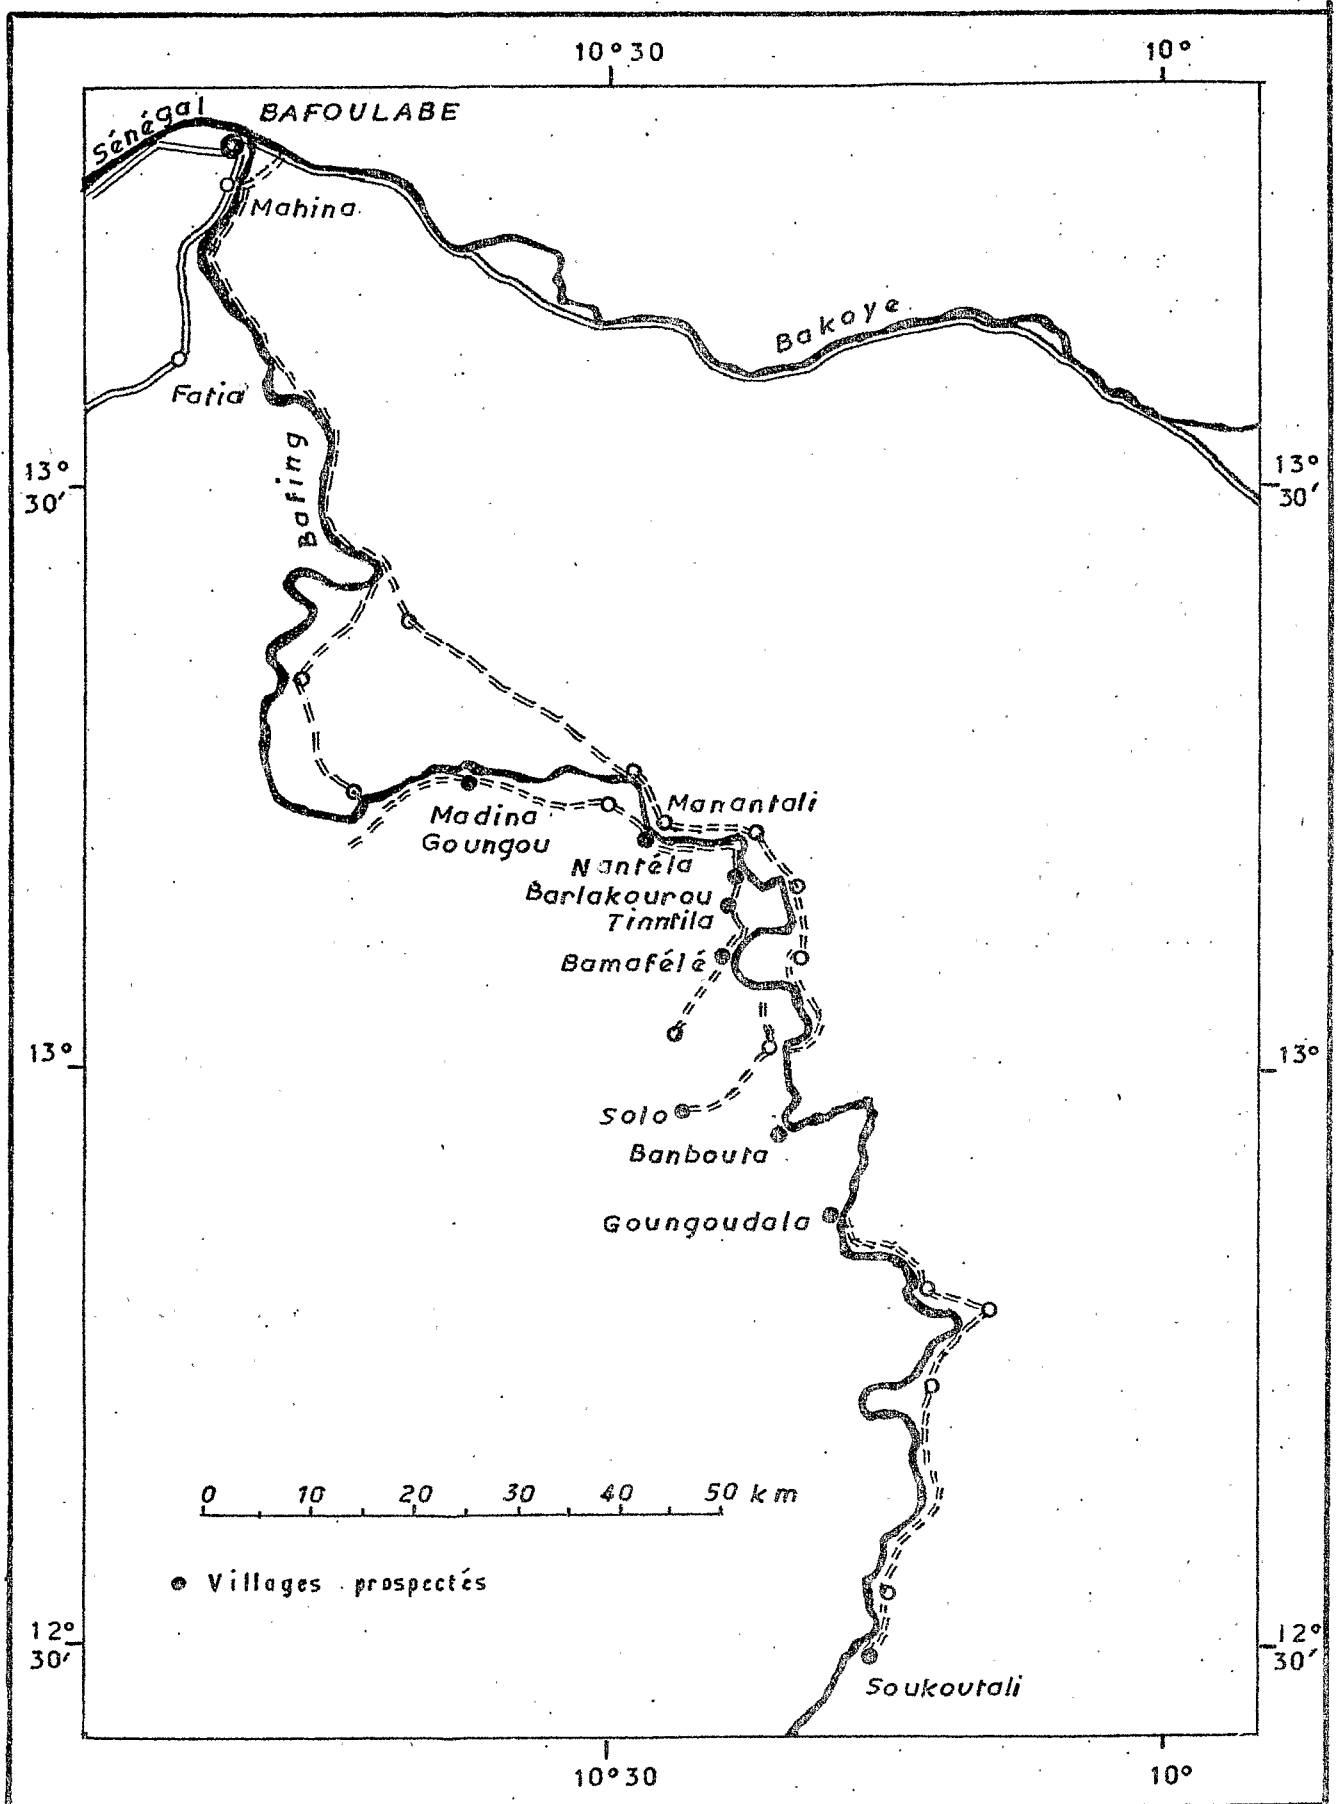 10°30
10°
Sénégal
BAFOULABE
Mahina
Bakoye
Fatia
Bafing
13°
30′
13°
30′
Manantali
Madina
Goungou
Nantéla
Barlakourou
Tinntila
Bamafélé
13°
13°
Solo
Banbouta
Goungoudala
0 10 20 30 40 50 km
Villages prospectés
12°
30′
12°
30′
Soukoutali
10°30
10°